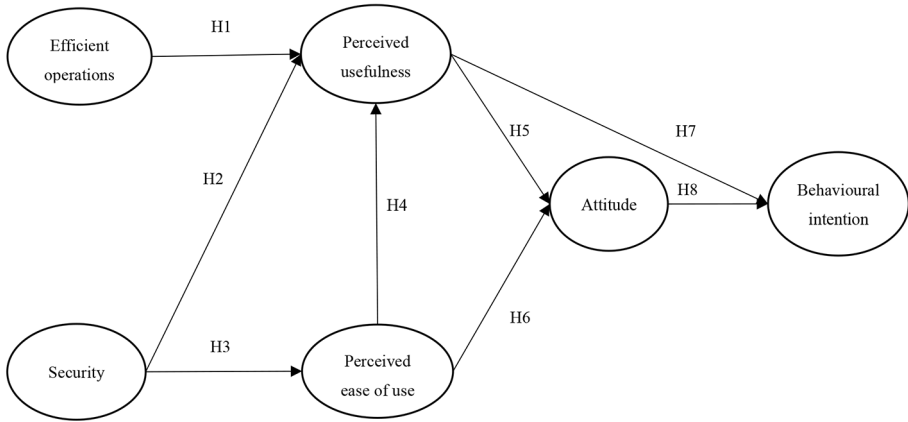 H1
Efficient
operations
Perceived
usefulness
H2
H5
H7
H4
Attitude
H8
Behavioural
intention
H6
Security
H3
Perceived
ease of use